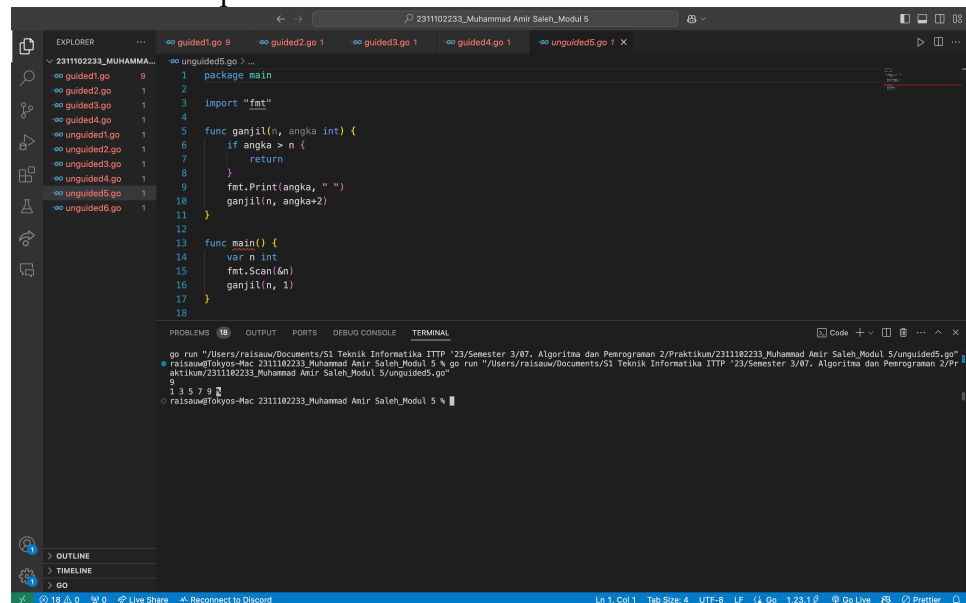 2311102233_Muhammad Amir Saleh_Modul 5
EXPLORER
2311102233_MUHAMMA...
guided1.go 9
guided2.go 1
guided3.go 1
guided4.go 1
unguided1.go 1
unguided2.go 1
unguided3.go 1
unguided4.go 1
unguided5.go 1
unguided6.go 1
guided1.go 9 guided2.go 1 guided3.go 1 guided4.go 1 unguided5.go 1
unguided5.go > ...
1 package main
2
3 import "fmt"
4
5 func ganjil(n, angka int) {
6 if angka > n {
7 return
8 }
9 fmt.Print(angka, " ")
10 ganjil(n, angka+2)
11 }
12
13 func main() {
14 var n int
15 fmt.Scan(&n)
16 ganjil(n, 1)
17 }
18
PROBLEMS 18 OUTPUT PORTS DEBUG CONSOLE TERMINAL Code
go run "/Users/raisauw/Documents/S1 Teknik Informatika ITTP '23/Semester 3/07. Algoritma dan Pemrograman 2/Praktikum/2311102233_Muhammad Amir Saleh_Modul 5/unguided5.go"
raisauw@Tokyos-Mac 2311102233_Muhammad Amir Saleh_Modul 5 % go run "/Users/raisauw/Documents/S1 Teknik Informatika ITTP '23/Semester 3/07. Algoritma dan Pemrograman 2/Pr
aktikum/2311102233_Muhammad Amir Saleh_Modul 5/unguided5.go"
9
1 3 5 7 9 %
raisauw@Tokyos-Mac 2311102233_Muhammad Amir Saleh_Modul 5 %
1
1
OUTLINE
TIMELINE
GO
18 0 0 Live Share Reconnect to Discord Ln 1, Col 1 Tab Size: 4 UTF-8 LF Go 1.23.1 Go Live Prettier